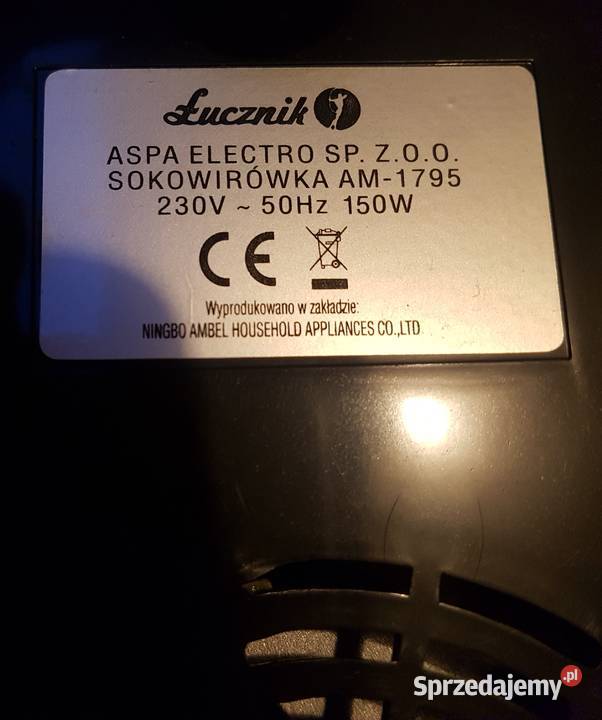 Łucznik
ASPA ELECTRO SP. Z.O.O.
SOKOWIRÓWKA AM-1795
230V ~ 50Hz 150W
CE
Wyprodukowano w zakładzie:
NINGBO AMBEL HOUSEHOLD APPLIANCES CO.,LTD
Sprzedajemy.pl